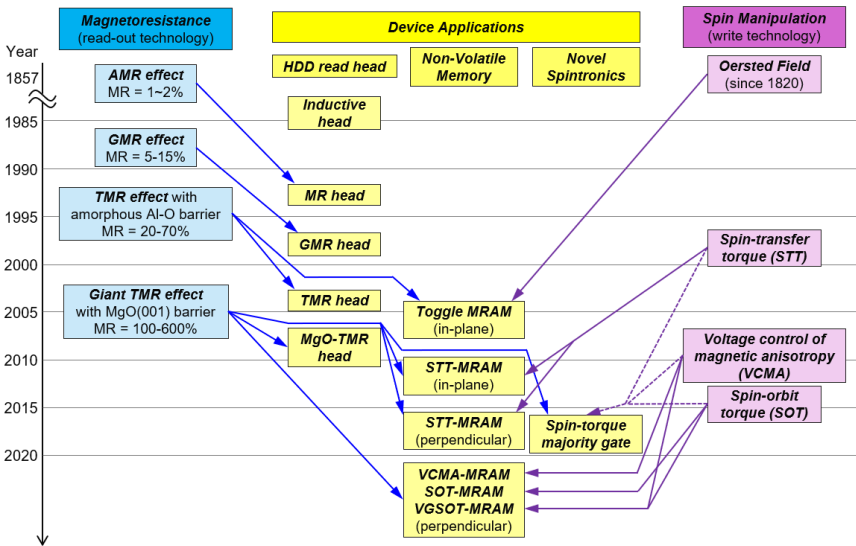 Magnetoresistance
(read-out technology)
Device Applications
Spin Manipulation
(write technology)
Year
1857
1985
1990
1995
2000
2005
2010
2015
2020
AMR effect
MR = 1~2%
GMR effect
MR = 5-15%
TMR effect with
amorphous Al-O barrier
MR = 20-70%
Giant TMR effect
with MgO(001) barrier
MR = 100-600%
HDD read head
Inductive
head
MR head
GMR head
TMR head
MgO-TMR
head
Non-Volatile
Memory
Toggle MRAM
(in-plane)
STT-MRAM
(in-plane)
STT-MRAM
(perpendicular)
VCMA-MRAM
SOT-MRAM
VGSOT-MRAM
(perpendicular)
Novel
Spintronics
Spin-torque
majority gate
Oersted Field
(since 1820)
Spin-transfer
torque (STT)
Voltage control of
magnetic anisotropy
(VCMA)
Spin-orbit
torque (SOT)